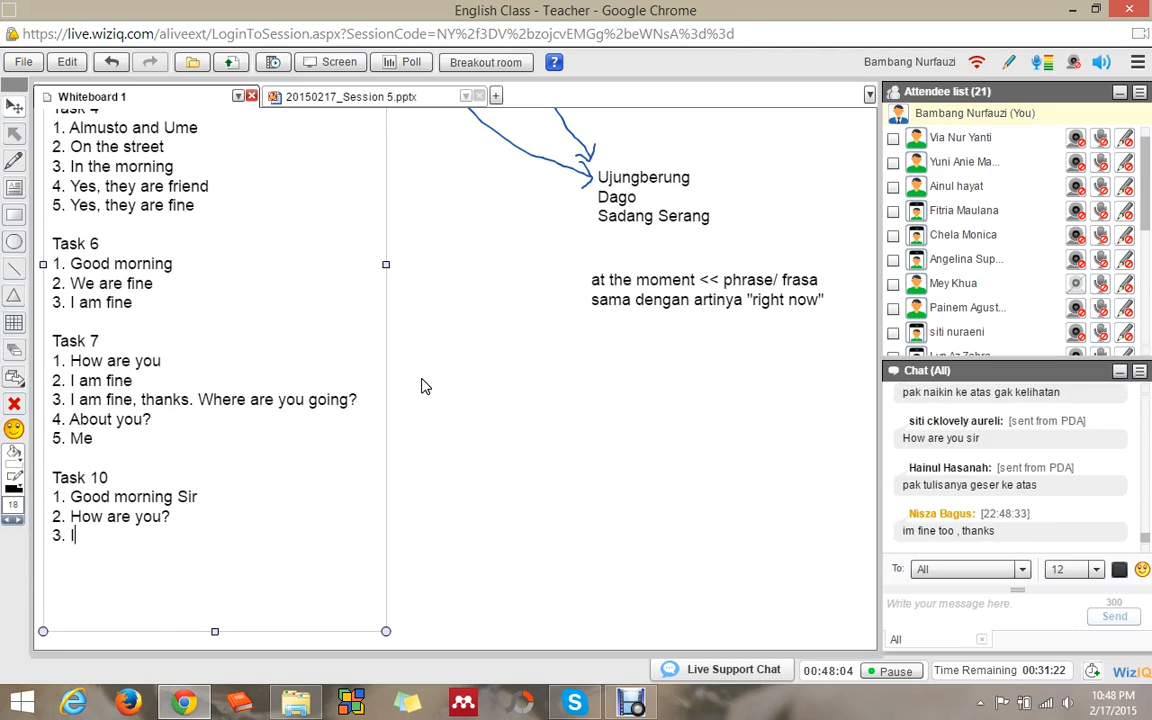 English Class - Teacher - Google Chrome
https://live.wiziq.com/aliveext/LoginToSession.aspx?SessionCode=NY%2f3DV%2bzojcvEMGg%2beWNsA%3d%3d
File Edit Screen Poll Breakout room ? Bambang Nurfauzi
Whiteboard 1 20150217_Session 5.pptx
Task 4
1. Almusto and Ume
2. On the street
3. In the morning
4. Yes, they are friend
5. Yes, they are fine
Task 6
1. Good morning
2. We are fine
3. I am fine
Task 7
1. How are you
2. I am fine
3. I am fine, thanks. Where are you going?
4. About you?
5. Me
Task 10
1. Good morning Sir
2. How are you?
3. I
Ujungberung
Dago
Sadang Serang
at the moment << phrase/ frasa
sama dengan artinya "right now"
18
Attendee list (21)
Bambang Nurfauzi (You)
Via Nur Yanti
Yuni Anie Ma...
Ainul hayat
Fitria Maulana
Chela Monica
Angelina Sup...
Mey Khua
Painem Agust...
siti nuraeni
Chat (All)
pak naikin ke atas gak kelihatan
siti cklovely aureli: [sent from PDA]
How are you sir
Hainul Hasanah: [sent from PDA]
pak tulisanya geser ke atas
Nisza Bagus: [22:48:33]
im fine too , thanks
To: All 12
Write your message here. 300
Send
All
Live Support Chat 00:48:04 Pause Time Remaining 00:31:22 WizIQ
10:48 PM
2/17/2015